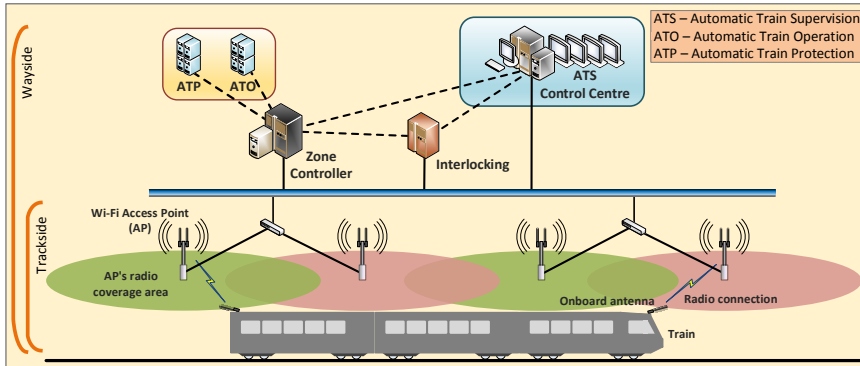 ATS – Automatic Train Supervision
ATO – Automatic Train Operation
ATP – Automatic Train Protection
Wayside
ATP
ATO
ATS
Control Centre
Zone
Controller
Interlocking
Trackside
Wi-Fi Access Point
(AP)
AP's radio
coverage area
Onboard antenna
Radio connection
Train